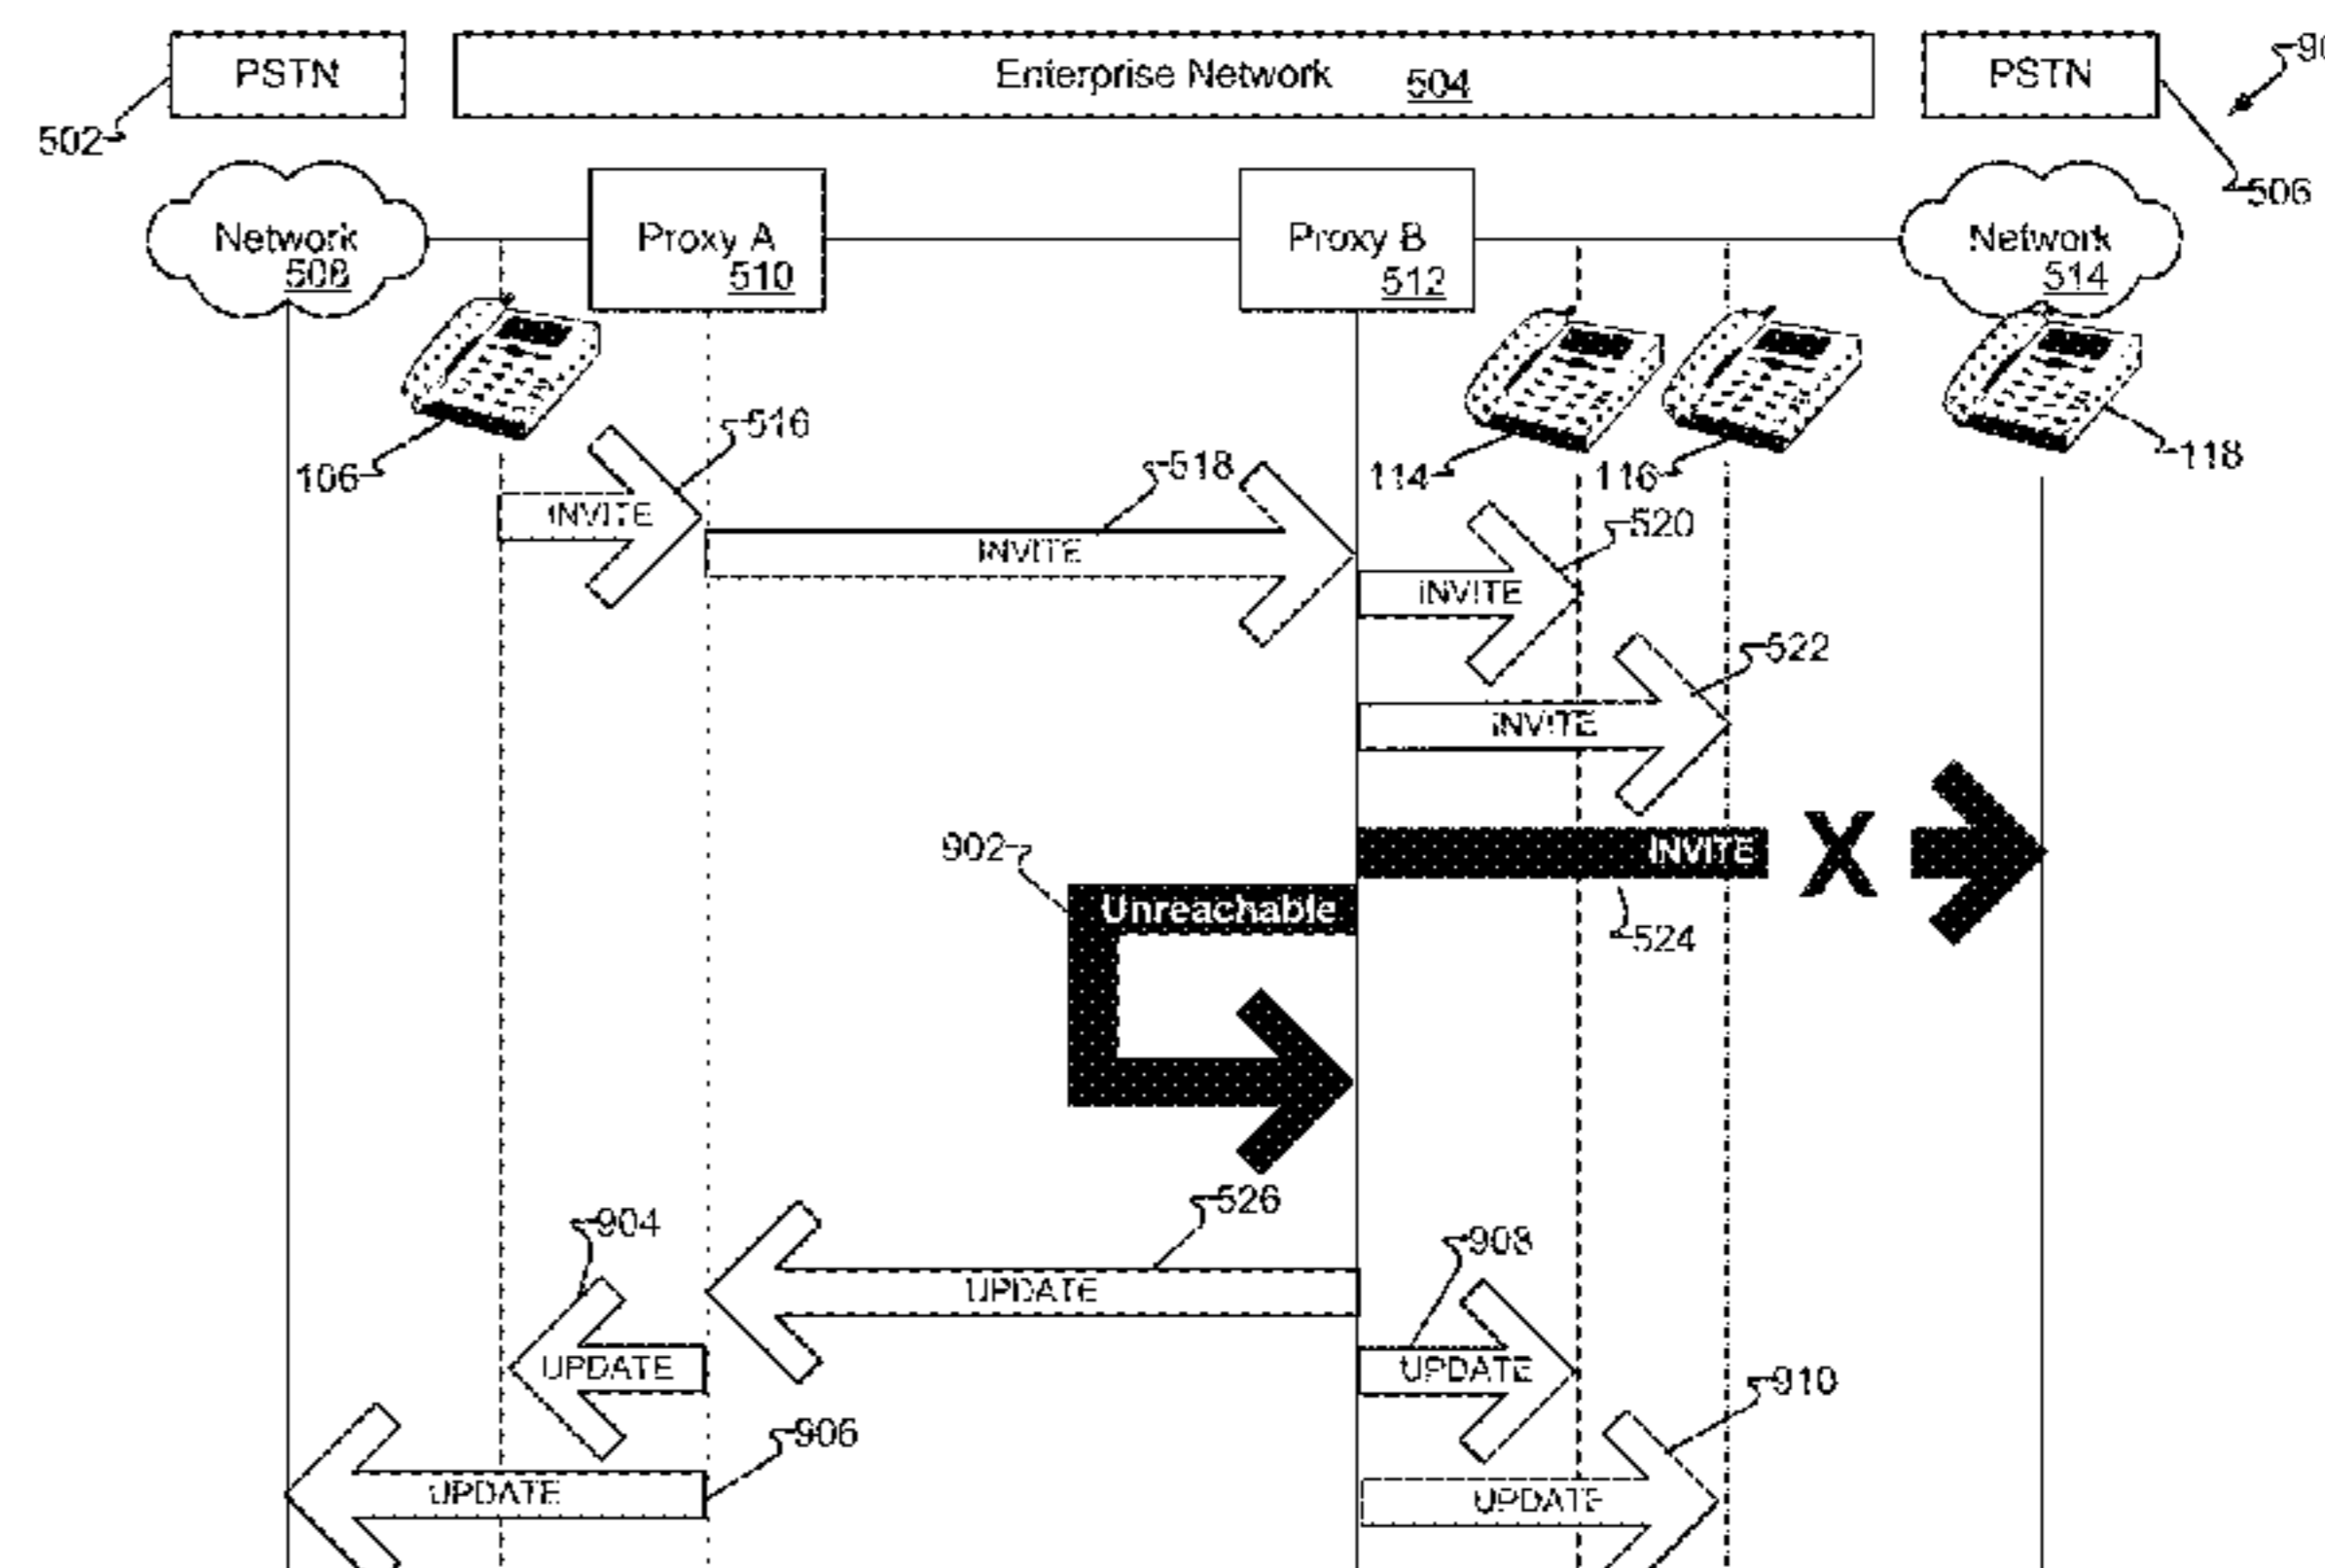 PSTN
Enterprise Network 504
PSTN
502
506
Network
508
Proxy A
510
Proxy B
512
Network
514
106
114
116
118
516
518
520
522
INVITE
INVITE
INVITE
INVITE
INVITE
X
524
902
Unreachable
526
UPDATE
904
UPDATE
908
UPDATE
906
UPDATE
910
UPDATE